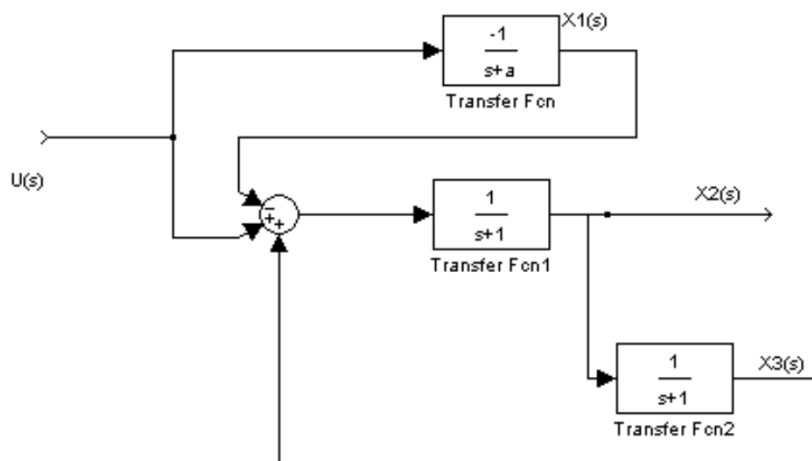 X1(s)
-1
s+a
Transfer Fcn
U(s)
−
+
+
1
s+1
Transfer Fcn1
X2(s)
1
s+1
Transfer Fcn2
X3(s)